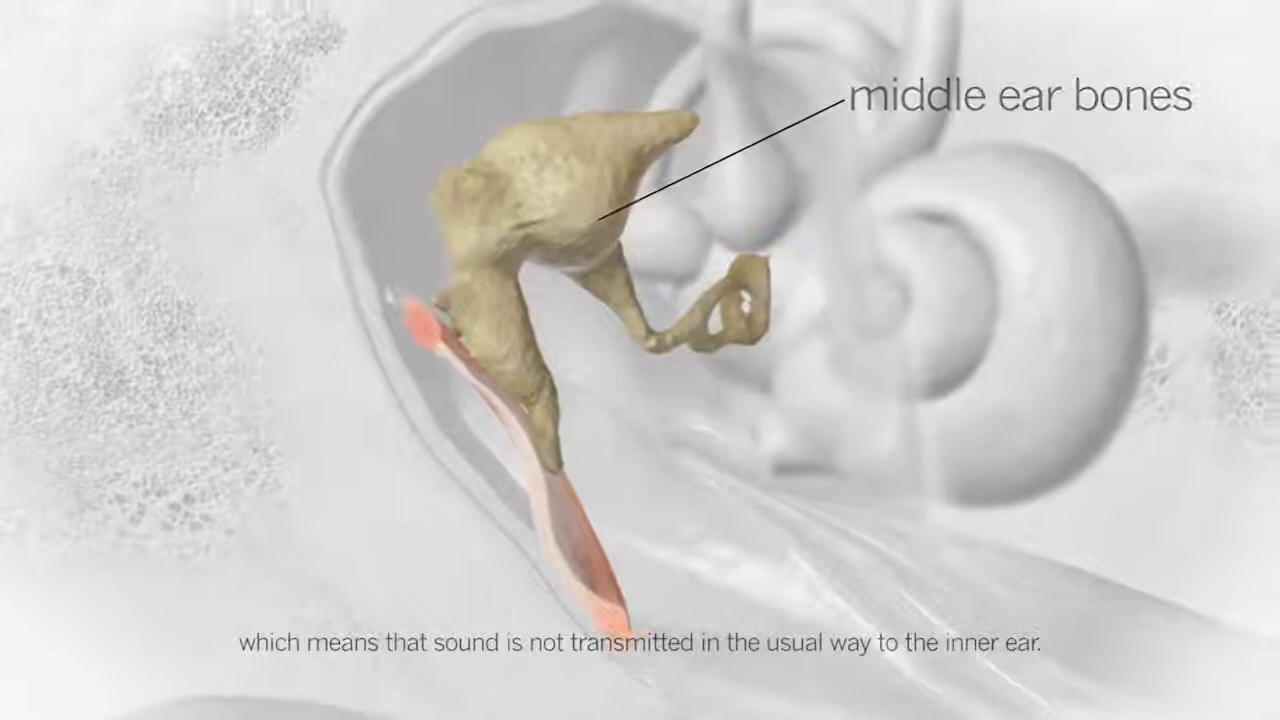 middle ear bones
which means that sound is not transmitted in the usual way to the inner ear.